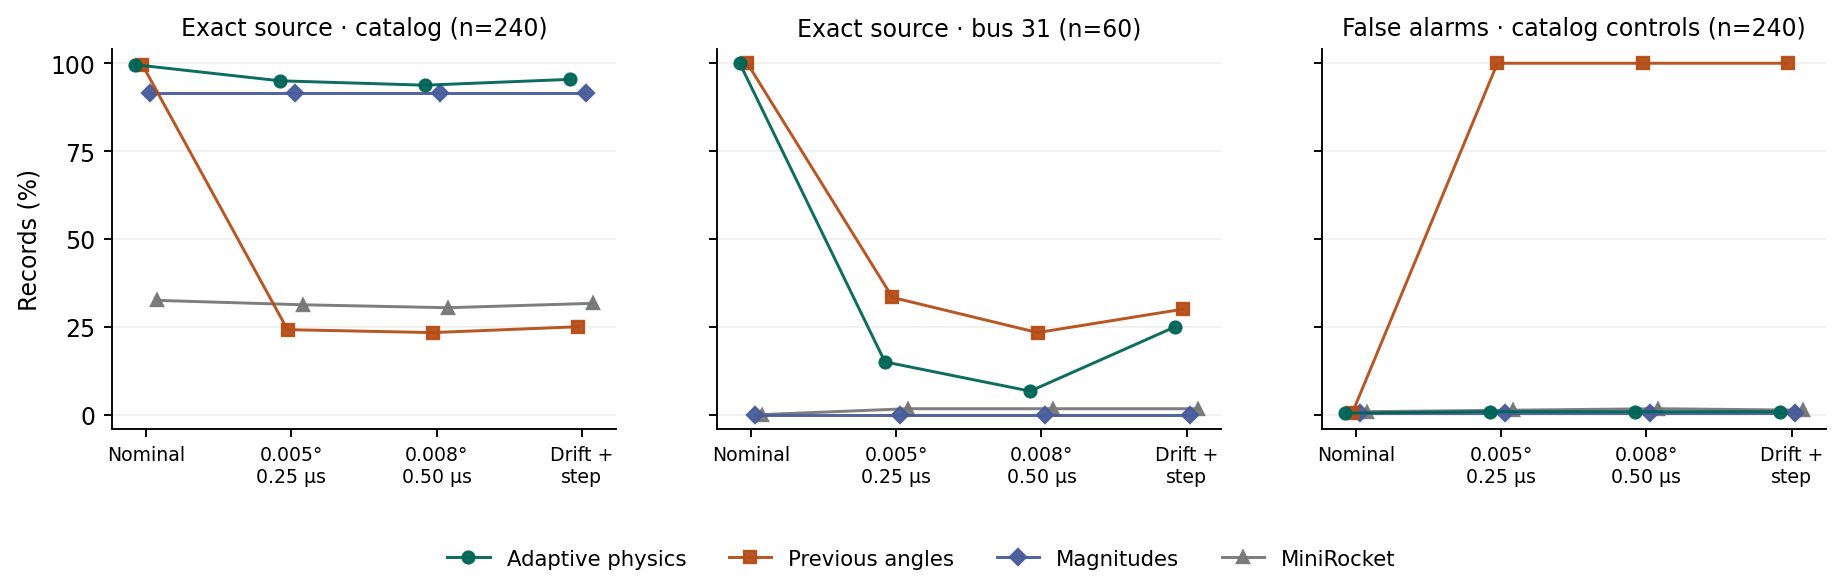 Exact source · catalog (n=240)
Exact source · bus 31 (n=60)
False alarms · catalog controls (n=240)
Records (%)
100
75
50
25
0
Nominal
0.005°
0.25 µs
0.008°
0.50 µs
Drift +
step
Nominal
0.005°
0.25 µs
0.008°
0.50 µs
Drift +
step
Nominal
0.005°
0.25 µs
0.008°
0.50 µs
Drift +
step
Adaptive physics
Previous angles
Magnitudes
MiniRocket